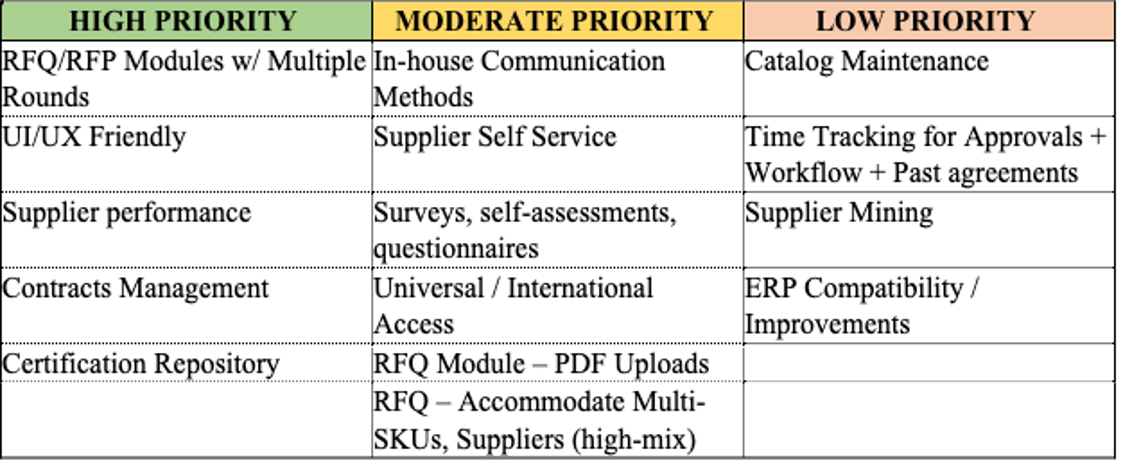 HIGH PRIORITY
MODERATE PRIORITY
LOW PRIORITY
RFQ/RFP Modules w/ Multiple
Rounds
In-house Communication
Methods
Catalog Maintenance
UI/UX Friendly
Supplier Self Service
Time Tracking for Approvals +
Workflow + Past agreements
Supplier performance
Surveys, self-assessments,
questionnaires
Supplier Mining
Contracts Management
Universal / International
Access
ERP Compatibility /
Improvements
Certification Repository
RFQ Module – PDF Uploads
RFQ – Accommodate Multi-
SKUs, Suppliers (high-mix)